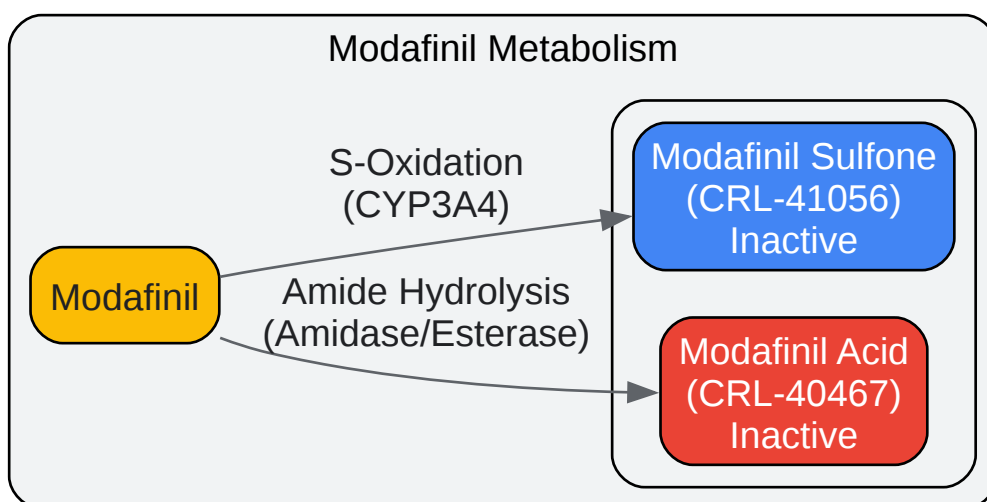 Modafinil Metabolism
S-Oxidation
(CYP3A4)
Modafinil Sulfone
(CRL-41056)
Inactive
Modafinil
Amide Hydrolysis
(Amidase/Esterase)
Modafinil Acid
(CRL-40467)
Inactive